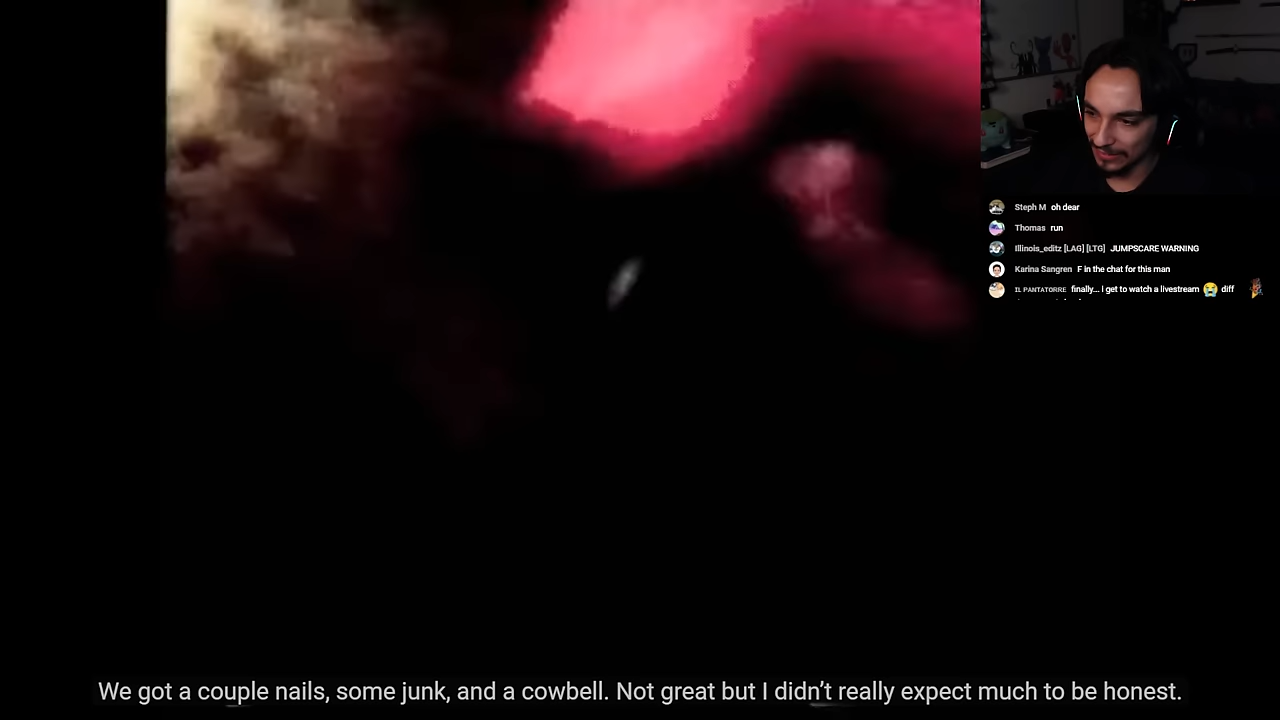 Steph M oh dear
Thomas run
Illinois_editz [LAG] [LTG] JUMPSCARE WARNING
Karina Sangren F in the chat for this man
IL PANTATORRE finally... i get to watch a livestream 😭 diff
We got a couple nails, some junk, and a cowbell. Not great but I didn’t really expect much to be honest.